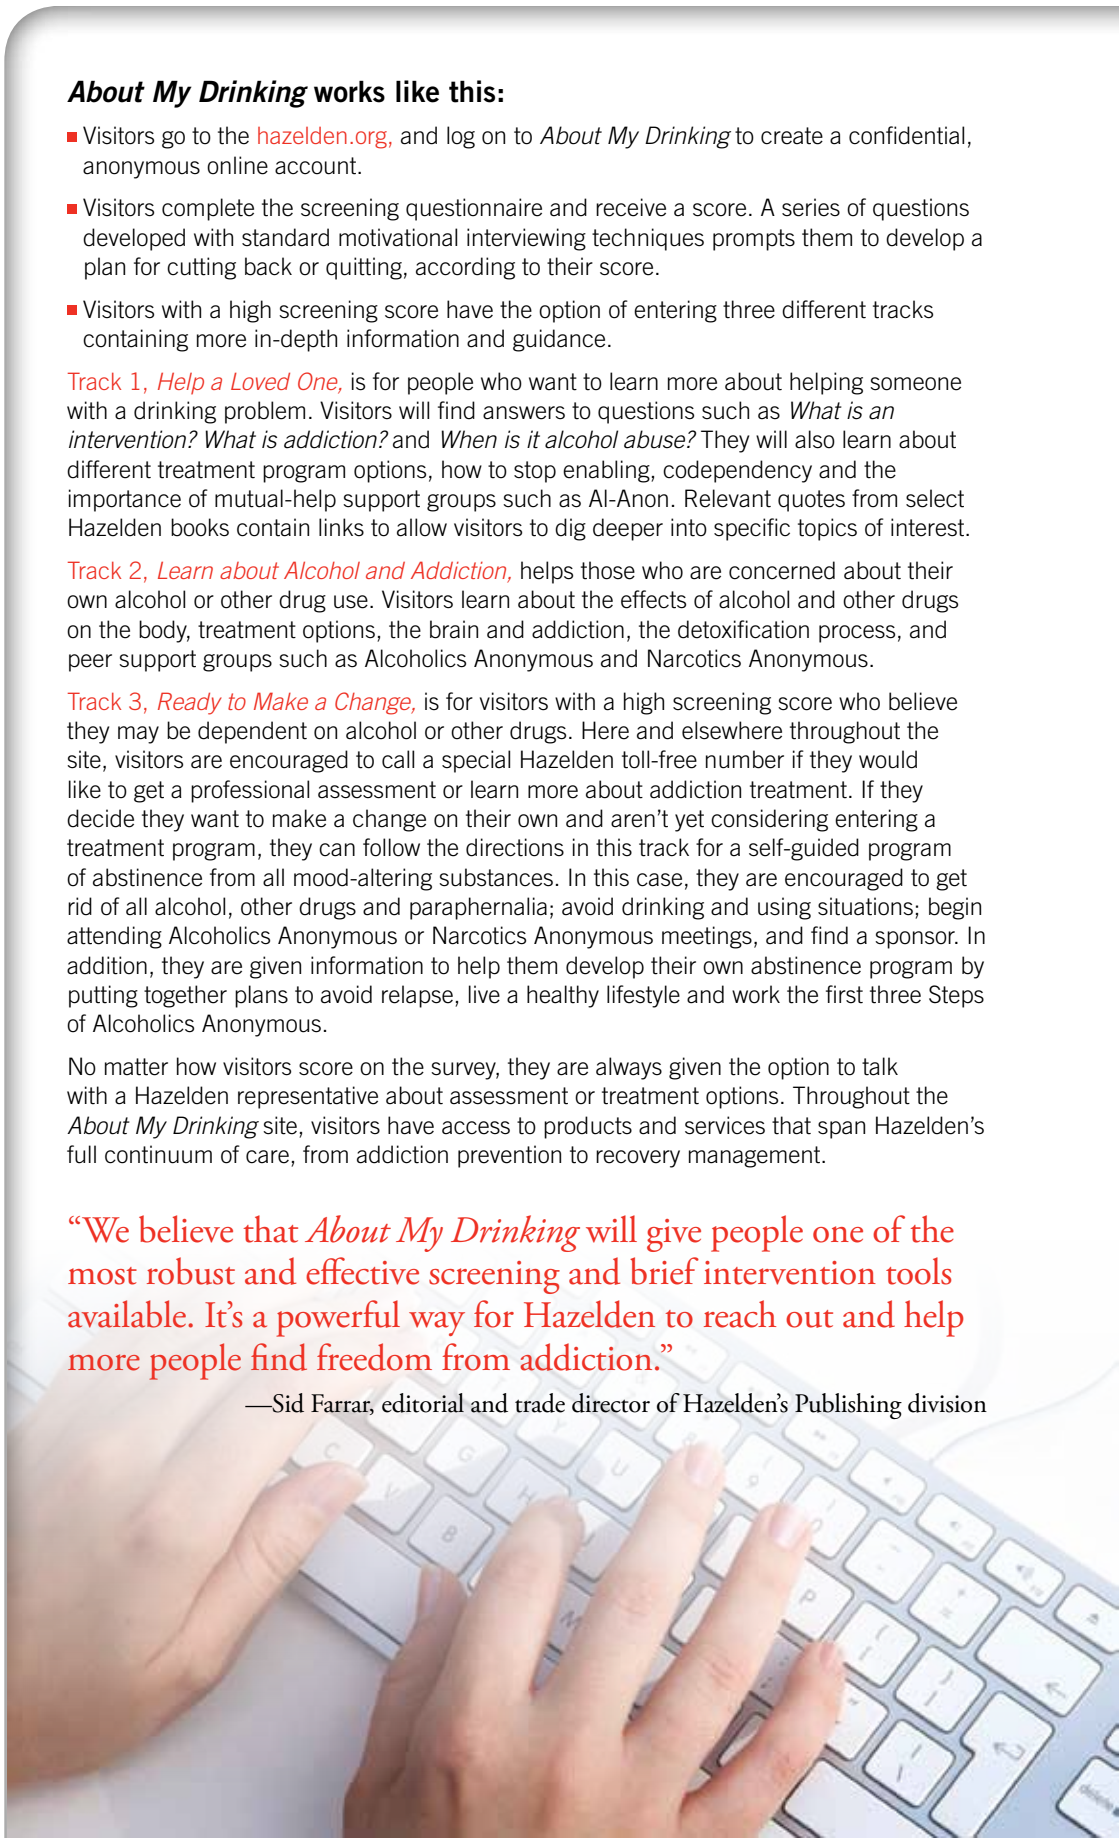 About My Drinking works like this:
Visitors go to the hazelden.org, and log on to About My Drinking to create a confidential,
anonymous online account.
Visitors complete the screening questionnaire and receive a score. A series of questions
developed with standard motivational interviewing techniques prompts them to develop a
plan for cutting back or quitting, according to their score.
Visitors with a high screening score have the option of entering three different tracks
containing more in-depth information and guidance.
Track 1, Help a Loved One, is for people who want to learn more about helping someone
with a drinking problem. Visitors will find answers to questions such as What is an
intervention? What is addiction? and When is it alcohol abuse? They will also learn about
different treatment program options, how to stop enabling, codependency and the
importance of mutual-help support groups such as Al-Anon. Relevant quotes from select
Hazelden books contain links to allow visitors to dig deeper into specific topics of interest.
Track 2, Learn about Alcohol and Addiction, helps those who are concerned about their
own alcohol or other drug use. Visitors learn about the effects of alcohol and other drugs
on the body, treatment options, the brain and addiction, the detoxification process, and
peer support groups such as Alcoholics Anonymous and Narcotics Anonymous.
Track 3, Ready to Make a Change, is for visitors with a high screening score who believe
they may be dependent on alcohol or other drugs. Here and elsewhere throughout the
site, visitors are encouraged to call a special Hazelden toll-free number if they would
like to get a professional assessment or learn more about addiction treatment. If they
decide they want to make a change on their own and aren't yet considering entering a
treatment program, they can follow the directions in this track for a self-guided program
of abstinence from all mood-altering substances. In this case, they are encouraged to get
rid of all alcohol, other drugs and paraphernalia; avoid drinking and using situations; begin
attending Alcoholics Anonymous or Narcotics Anonymous meetings, and find a sponsor. In
addition, they are given information to help them develop their own abstinence program by
putting together plans to avoid relapse, live a healthy lifestyle and work the first three Steps
of Alcoholics Anonymous.
No matter how visitors score on the survey, they are always given the option to talk
with a Hazelden representative about assessment or treatment options. Throughout the
About My Drinking site, visitors have access to products and services that span Hazelden's
full continuum of care, from addiction prevention to recovery management.
“We believe that About My Drinking will give people one of the
most robust and effective screening and brief intervention tools
available. It’s a powerful way for Hazelden to reach out and help
more people find freedom from addiction.”
—Sid Farrar, editorial and trade director of Hazelden’s Publishing division